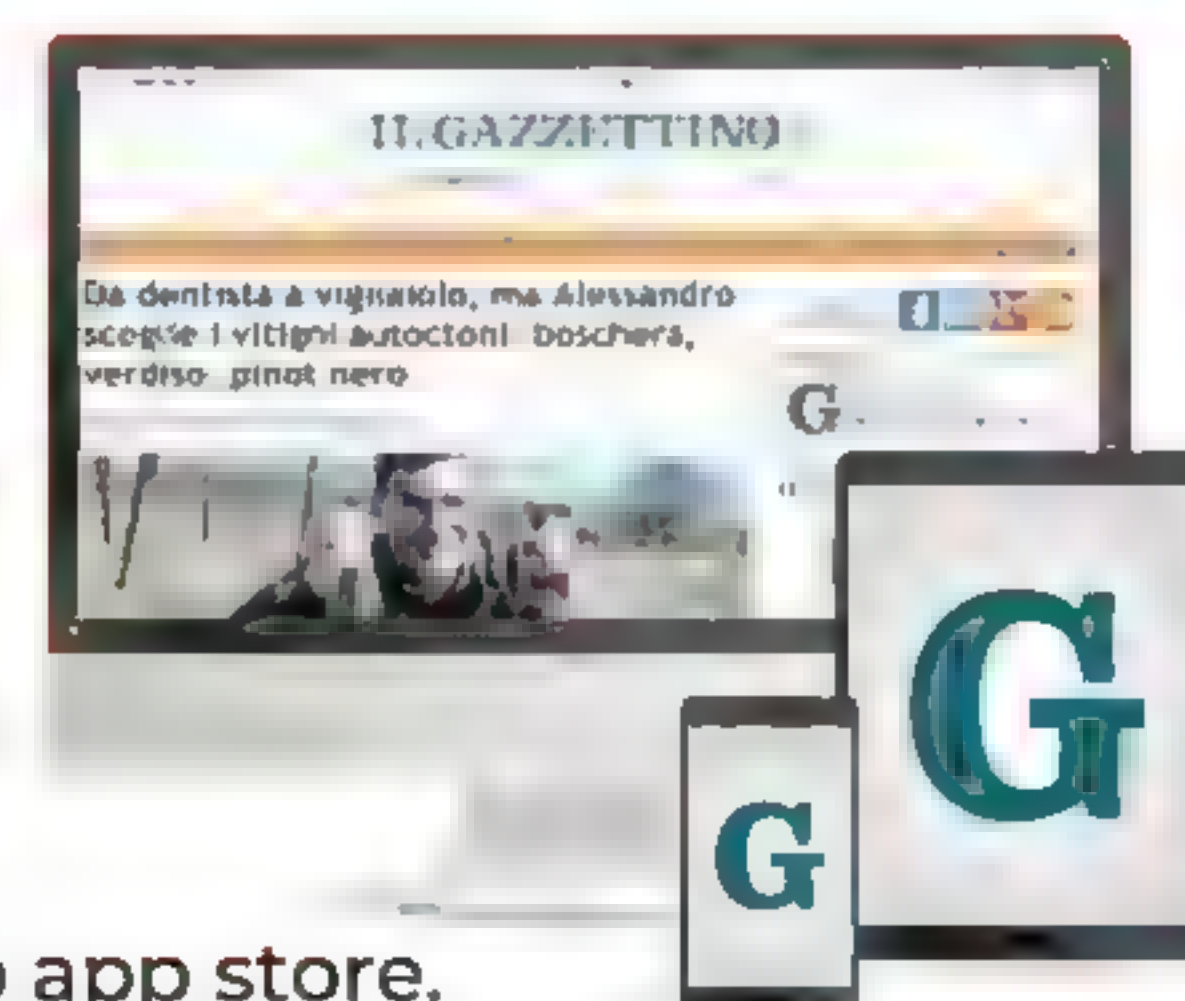 IL GAZZETTINO
Da dentista a vignaiolo, ma Alessandro
sceglie i vitigni autoctoni boschera,
verdiso pinot nero
G
G
G
app store.